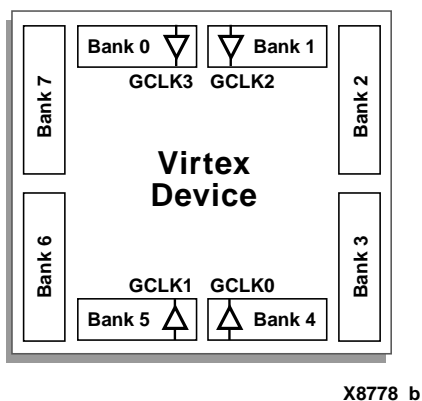 Bank 0
Bank 1
GCLK3
GCLK2
Bank 7
Bank 2
Virtex
Device
Bank 6
Bank 3
GCLK1
GCLK0
Bank 5
Bank 4
X8778_b